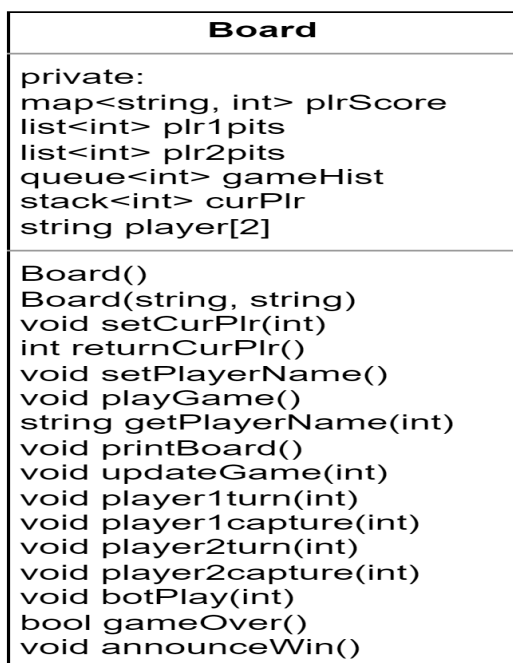 Board
private:
map<string, int> plrScore
list<int> plr1pits
list<int> plr2pits
queue<int> gameHist
stack<int> curPlr
string player[2]
Board()
Board(string, string)
void setCurPlr(int)
int returnCurPlr()
void setPlayerName()
void playGame()
string getPlayerName(int)
void printBoard()
void updateGame(int)
void player1turn(int)
void player1capture(int)
void player2turn(int)
void player2capture(int)
void botPlay(int)
bool gameOver()
void announceWin()